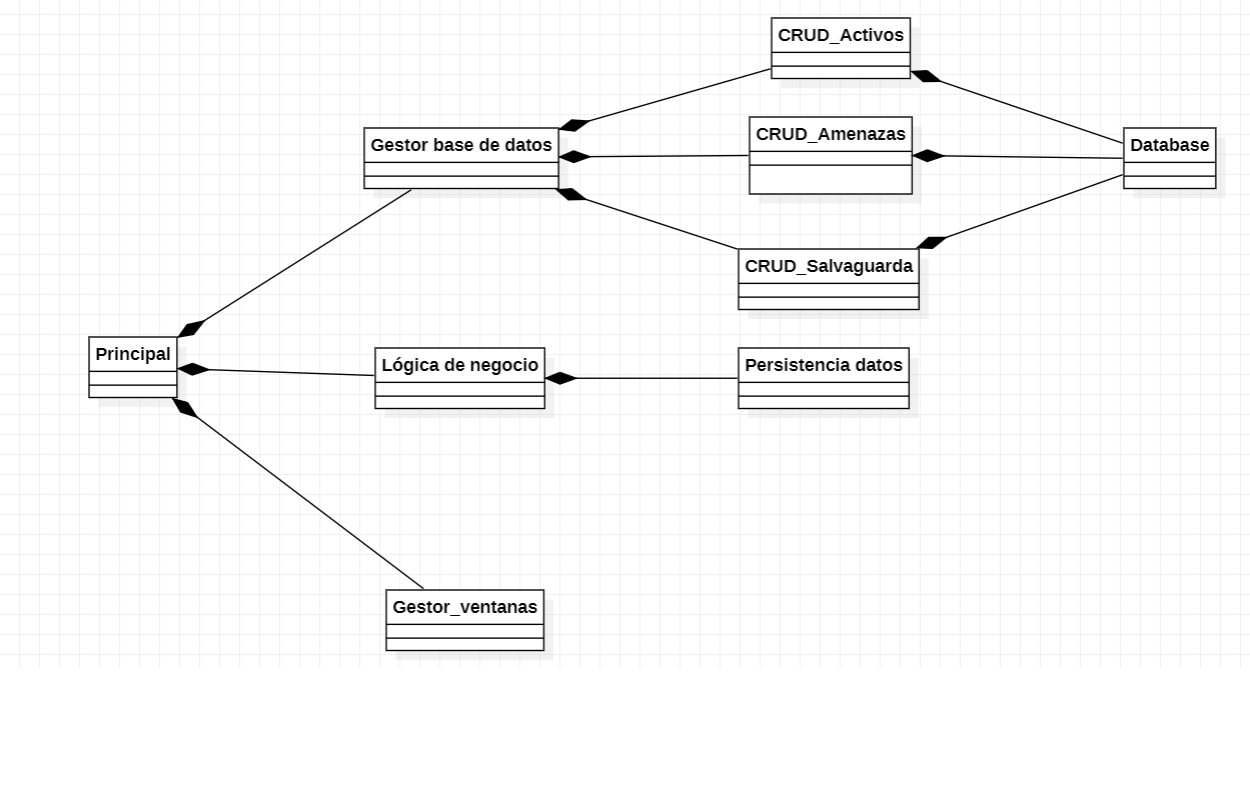 CRUD_Activos
CRUD_Amenazas
Gestor base de datos
Database
CRUD_Salvaguarda
Principal
Lógica de negocio
Persistencia datos
Gestor_ventanas